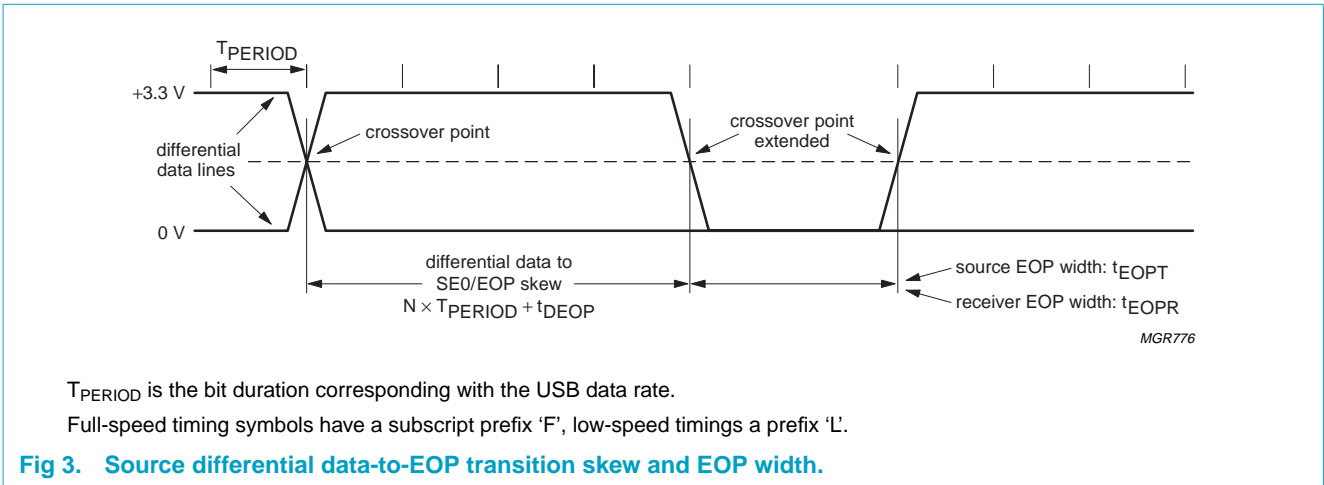 TPERIOD
+3.3 V
crossover point
crossover point
extended
differential
data lines
0 V
differential data to
SE0/EOP skew
N × TPERIOD + tDEOP
source EOP width: tEOPT
receiver EOP width: tEOPR
MGR776
TPERIOD is the bit duration corresponding with the USB data rate.
Full-speed timing symbols have a subscript prefix ‘F’, low-speed timings a prefix ‘L’.
Fig 3. Source differential data-to-EOP transition skew and EOP width.